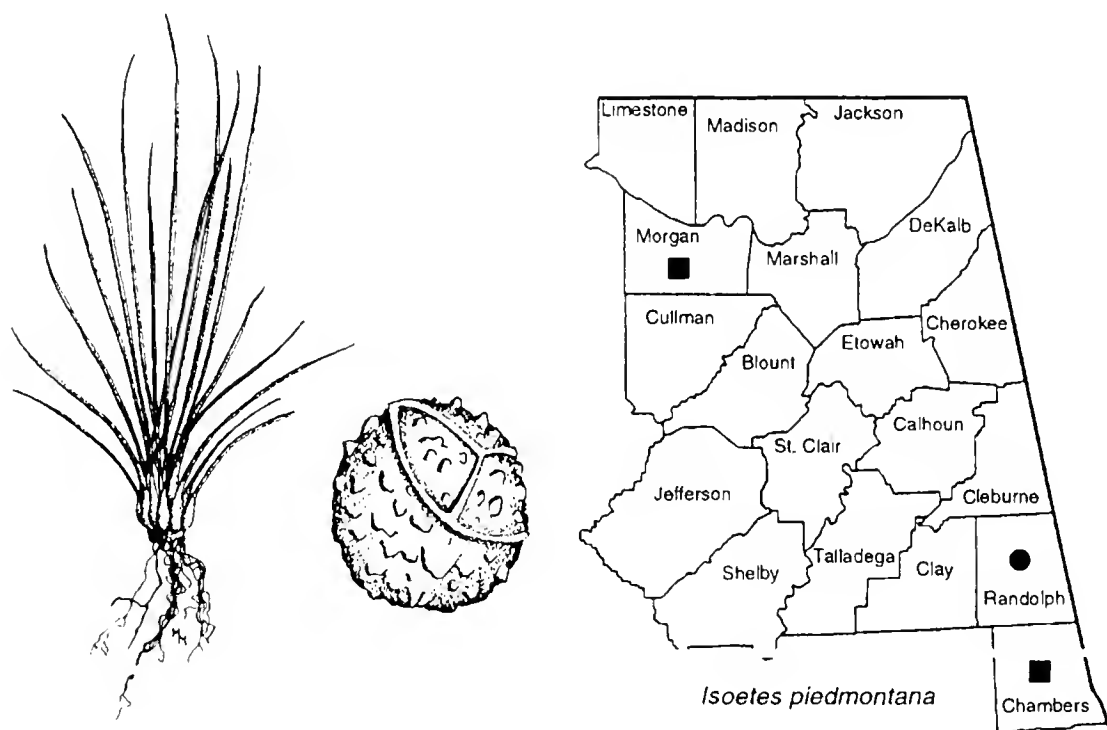 Limestone
Madison
Jackson
Morgan
Marshall
DeKalb
Cullman
Blount
Etowah
Cherokee
St. Clair
Calhoun
Jefferson
Cleburne
Shelby
Talladega
Clay
Randolph
Isoetes piedmontana
Chambers